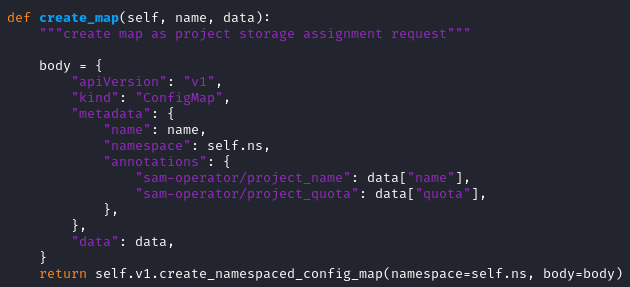 def create_map(self, name, data):
    """create map as project storage assignment request"""

    body = {
        "apiVersion": "v1",
        "kind": "ConfigMap",
        "metadata": {
            "name": name,
            "namespace": self.ns,
            "annotations": {
                "sam-operator/project_name": data["name"],
                "sam-operator/project_quota": data["quota"],
            },
        },
        "data": data,
    }
    return self.v1.create_namespaced_config_map(namespace=self.ns, body=body)